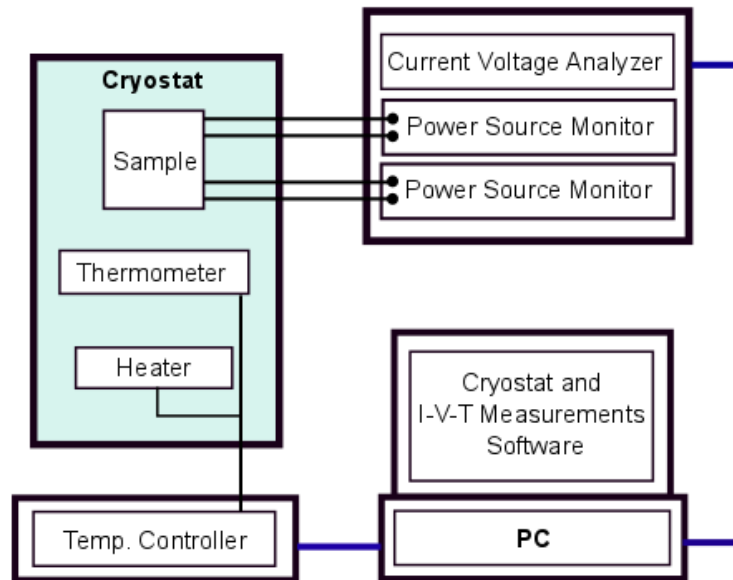 Cryostat
Sample
Thermometer
Heater
Current Voltage Analyzer
Power Source Monitor
Power Source Monitor
Cryostat and
I-V-T Measurements
Software
Temp. Controller
PC